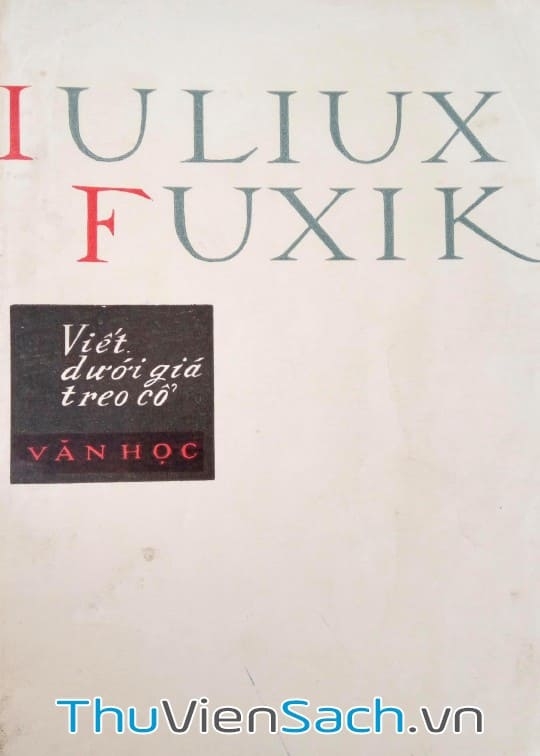 IULIUX
FUXIK
Viết
dưới giá
treo cổ
VĂN HỌC
ThuVienSach.vn